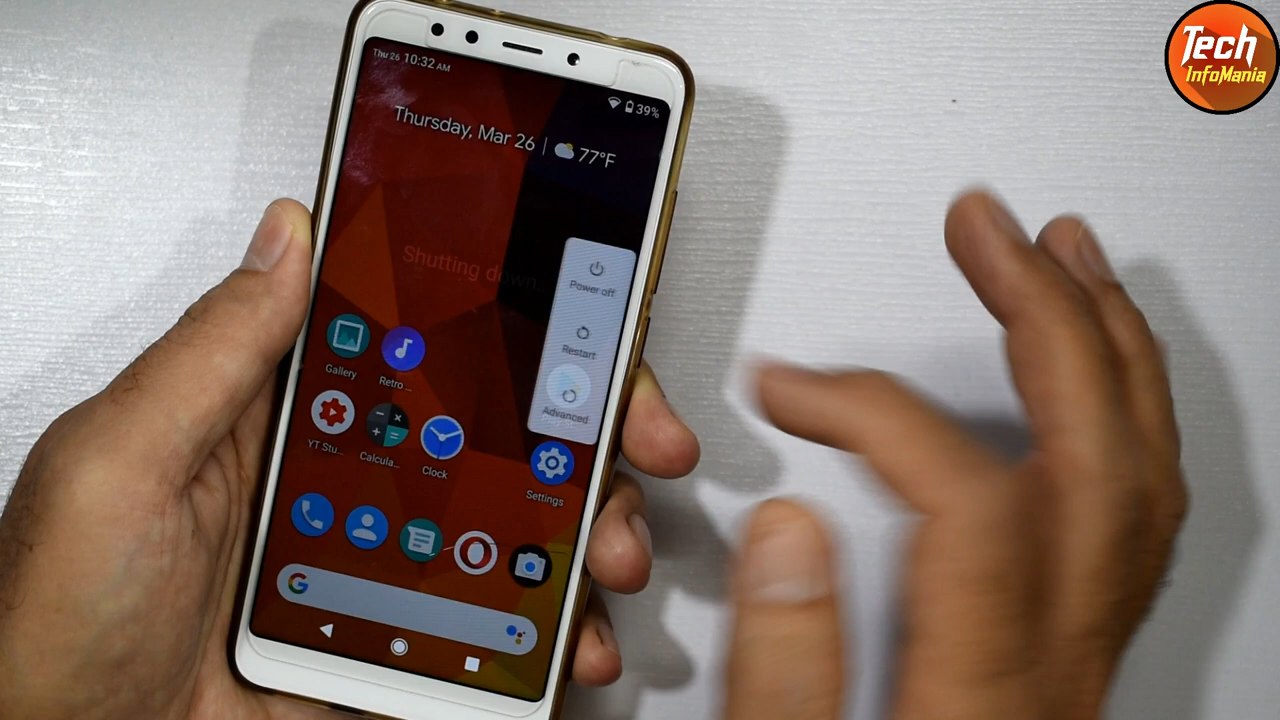 Tech
InfoMania
Thu 26 10:32 AM
39%
Thursday, Mar 26 | 77°F
Shutting down...
Power off
Restart
Advanced
Gallery
Retro ...
YT Stu...
Calcula...
Clock
Settings
G